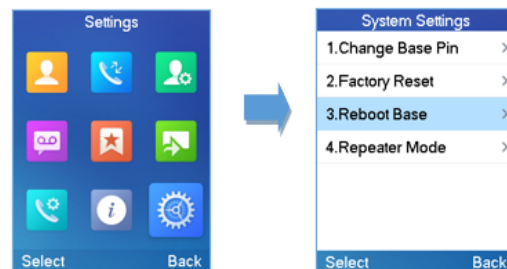 Settings
Select
Back
System Settings
1.Change Base Pin
2.Factory Reset
3.Reboot Base
4.Repeater Mode
Select
Back